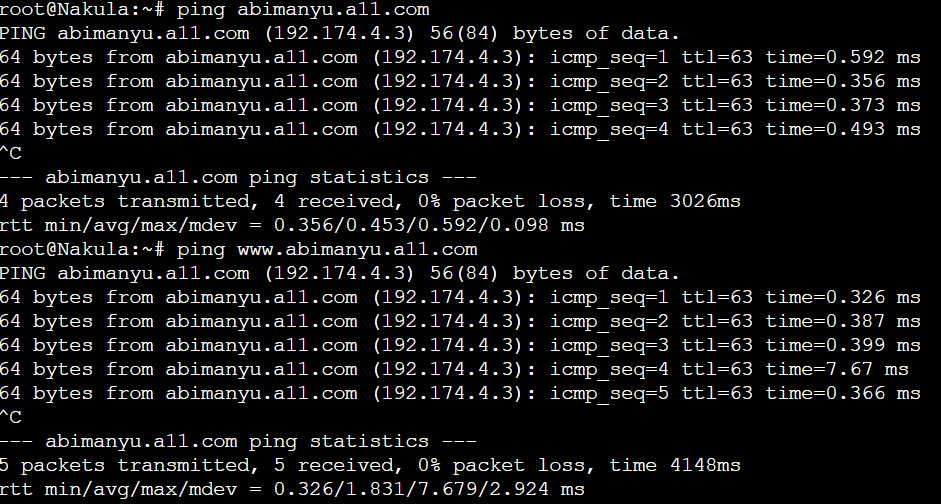 root@Nakula:~# ping abimanyu.a11.com
PING abimanyu.a11.com (192.174.4.3) 56(84) bytes of data.
64 bytes from abimanyu.a11.com (192.174.4.3): icmp_seq=1 ttl=63 time=0.592 ms
64 bytes from abimanyu.a11.com (192.174.4.3): icmp_seq=2 ttl=63 time=0.356 ms
64 bytes from abimanyu.a11.com (192.174.4.3): icmp_seq=3 ttl=63 time=0.373 ms
64 bytes from abimanyu.a11.com (192.174.4.3): icmp_seq=4 ttl=63 time=0.493 ms
^C
--- abimanyu.a11.com ping statistics ---
4 packets transmitted, 4 received, 0% packet loss, time 3026ms
rtt min/avg/max/mdev = 0.356/0.453/0.592/0.098 ms
root@Nakula:~# ping www.abimanyu.a11.com
PING abimanyu.a11.com (192.174.4.3) 56(84) bytes of data.
64 bytes from abimanyu.a11.com (192.174.4.3): icmp_seq=1 ttl=63 time=0.326 ms
64 bytes from abimanyu.a11.com (192.174.4.3): icmp_seq=2 ttl=63 time=0.387 ms
64 bytes from abimanyu.a11.com (192.174.4.3): icmp_seq=3 ttl=63 time=0.399 ms
64 bytes from abimanyu.a11.com (192.174.4.3): icmp_seq=4 ttl=63 time=7.67 ms
64 bytes from abimanyu.a11.com (192.174.4.3): icmp_seq=5 ttl=63 time=0.366 ms
^C
--- abimanyu.a11.com ping statistics ---
5 packets transmitted, 5 received, 0% packet loss, time 4148ms
rtt min/avg/max/mdev = 0.326/1.831/7.679/2.924 ms